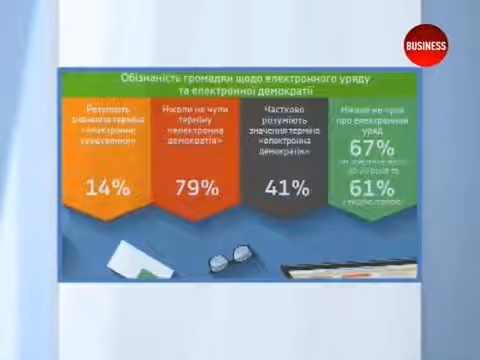 BUSINESS
Обізнаність громадян щодо електронного уряду
та електронної демократії
Розуміють
значення терміна
«електронне
урядування»
14%
Ніколи не чули
терміну
«електронна
демократія»
79%
Частково
розуміють
значення терміна
«електронна
демократія»
41%
Ніколи не чули
про електронний
уряд
67%
61%